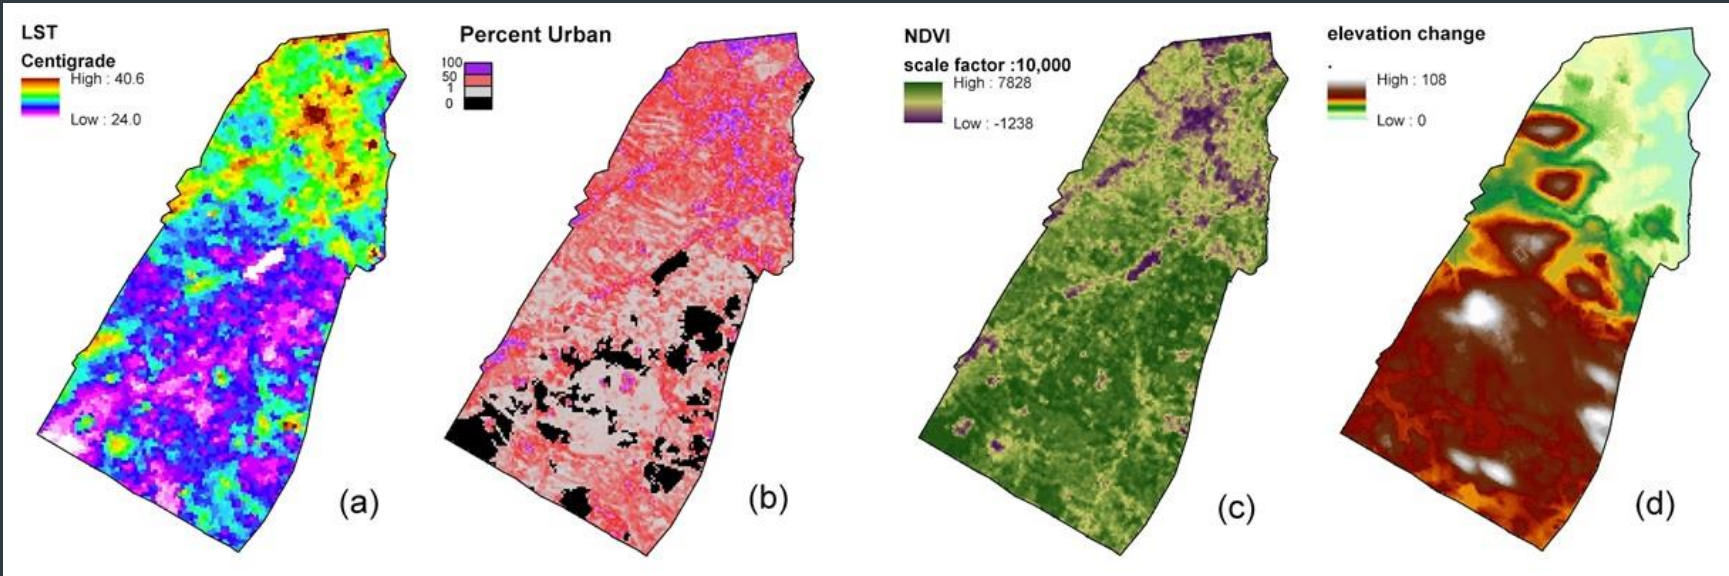 LST
Centigrade
High : 40.6
Low : 24.0
(a)
Percent Urban
100
50
1
0
(b)
NDVI
scale factor :10,000
High : 7828
Low : -1238
(c)
elevation change
High : 108
Low : 0
(d)